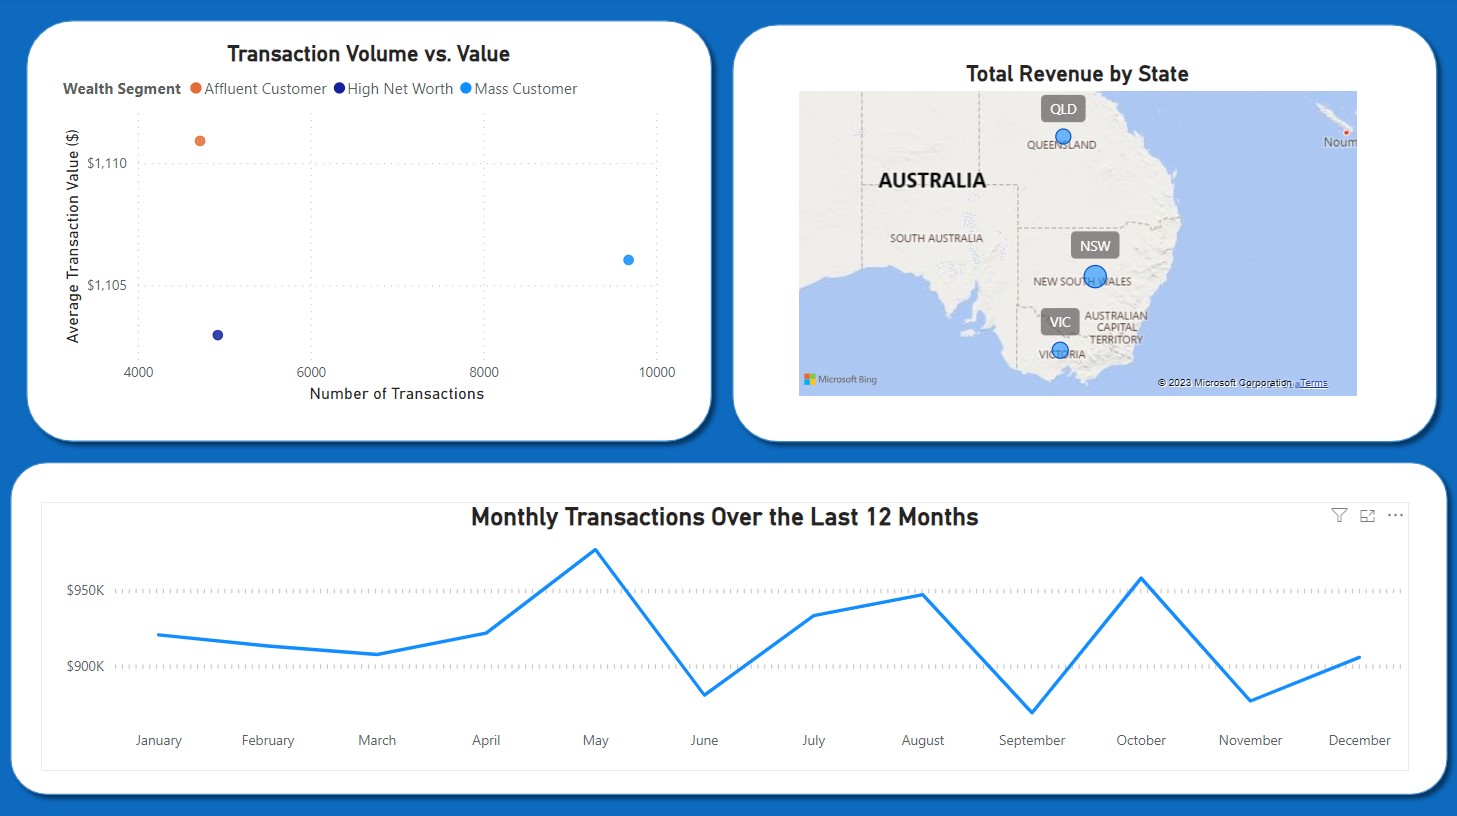 Transaction Volume vs. Value
Wealth Segment Affluent Customer High Net Worth Mass Customer
Average Transaction Value ($)
$1,110
$1,105
4000 6000 8000 10000
Number of Transactions
Total Revenue by State
QLD
QUEENSLAND
Noum
AUSTRALIA
SOUTH AUSTRALIA
NSW
NEW SOUTH WALES
VIC
AUSTRALIAN
CAPITAL
TERRITORY
VICTORIA
Microsoft Bing
© 2023 Microsoft Corporation Terms
Monthly Transactions Over the Last 12 Months
$950K
$900K
January February March April May June July August September October November December